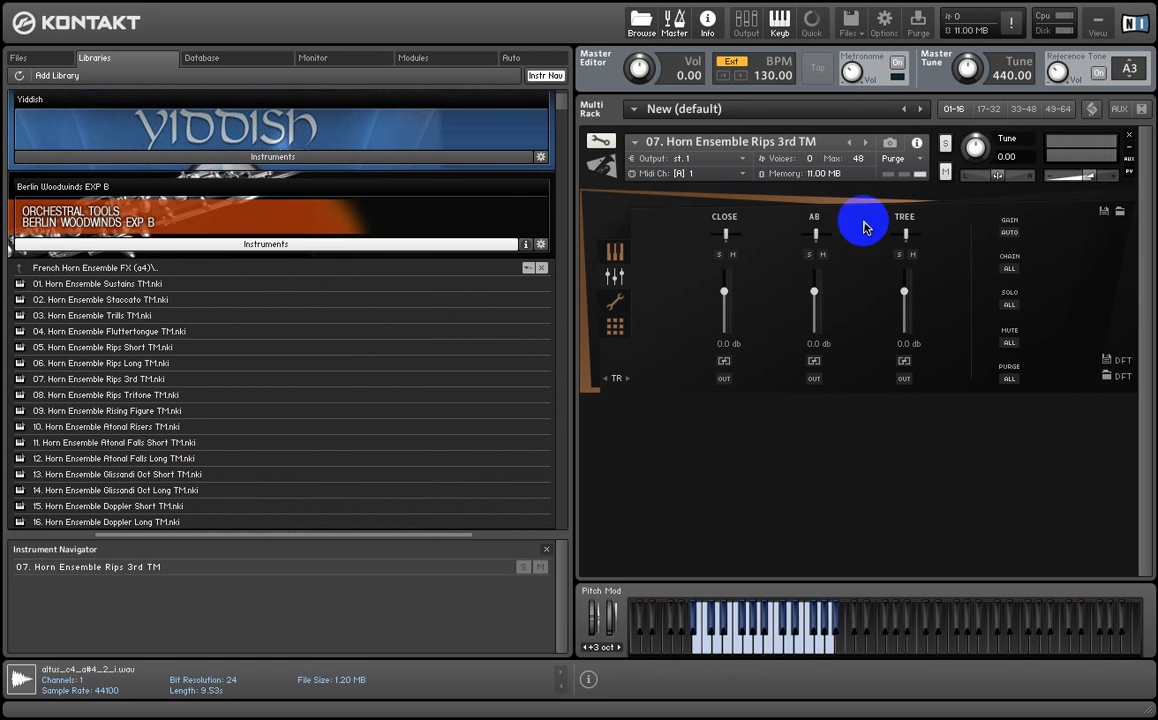 KONTAKT
Browse Master Info Output Keyb Quick Files Options Purge
0
11.00 MB
!
Cpu
Disk
View
NI
Files Libraries Database Monitor Modules Auto
Add Library
Instr Nav
Yiddish
YIDDISH
Instruments
Berlin Woodwinds EXP B
ORCHESTRAL TOOLS
BERLIN WOODWINDS EXP B
Instruments
i
French Horn Ensemble FX (a4)\..
01. Horn Ensemble Sustains TM.nki
02. Horn Ensemble Staccato TM.nki
03. Horn Ensemble Trills TM.nki
04. Horn Ensemble Fluttertongue TM.nki
05. Horn Ensemble Rips Short TM.nki
06. Horn Ensemble Rips Long TM.nki
07. Horn Ensemble Rips 3rd TM.nki
08. Horn Ensemble Rips Tritone TM.nki
09. Horn Ensemble Rising Figure TM.nki
10. Horn Ensemble Atonal Risers TM.nki
11. Horn Ensemble Atonal Falls Short TM.nki
12. Horn Ensemble Atonal Falls Long TM.nki
13. Horn Ensemble Glissandi Oct Short TM.nki
14. Horn Ensemble Glissandi Oct Long TM.nki
15. Horn Ensemble Doppler Short TM.nki
16. Horn Ensemble Doppler Long TM.nki
Instrument Navigator
07. Horn Ensemble Rips 3rd TM
S M
altus_c4_a#4_2_i.wav
Channels: 1
Bit Resolution: 24
File Size: 1.20 MB
Sample Rate: 44100
Length: 9.53s
Master
Editor
Vol
0.00
Ext
BPM
130.00
Tap
Metronome
On
Vol
Master
Tune
Tune
440.00
Reference Tone
Vol
On
A3
Multi
Rack
New (default)
01-16 17-32 33-48 49-64
AUX
07. Horn Ensemble Rips 3rd TM
Output: st. 1
Voices: 0 Max: 48
Purge
Midi Ch: [A] 1
Memory: 11.00 MB
S
M
Tune
0.00
L R
AUX
PV
CLOSE AB TREE
S M S M S M
0.0 db 0.0 db 0.0 db
OUT OUT OUT
TR
GAIN
AUTO
CHAIN
ALL
SOLO
ALL
MUTE
ALL
PURGE
ALL
DFT
DFT
Pitch Mod
+3 oct